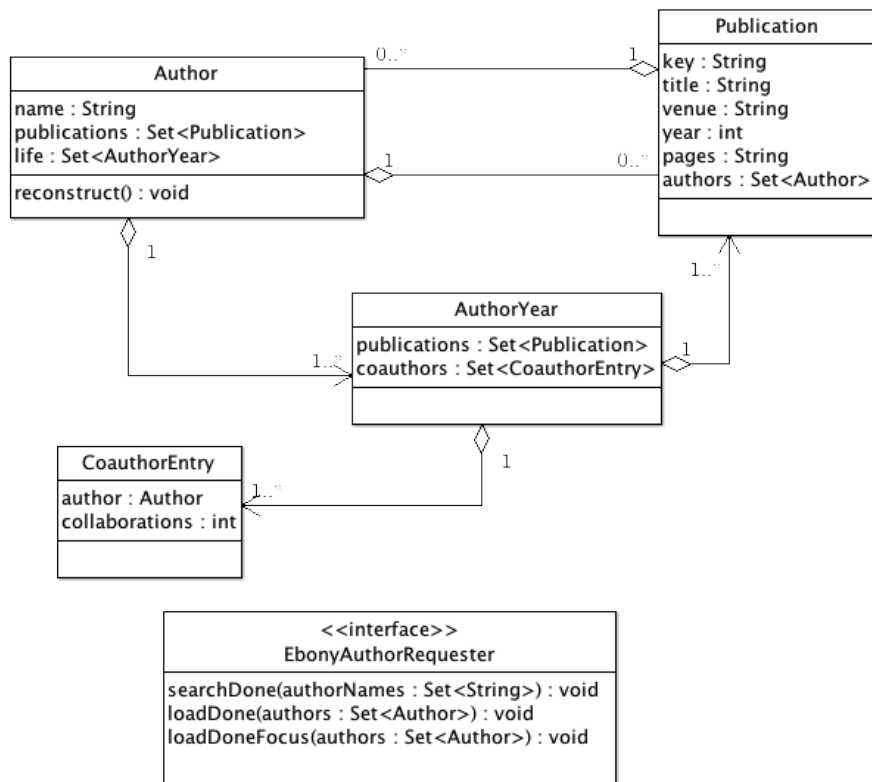 Publication
key : String
title : String
venue : String
year : int
pages : String
authors : Set<Author>
0..*
1
Author
name : String
publications : Set<Publication>
life : Set<AuthorYear>
reconstruct() : void
1
0..*
1
1..*
AuthorYear
publications : Set<Publication>
coauthors : Set<CoauthorEntry>
1..*
1
1
CoauthorEntry
author : Author
collaborations : int
1..*
<<interface>>
EbonyAuthorRequester
searchDone(authorNames : Set<String>) : void
loadDone(authors : Set<Author>) : void
loadDoneFocus(authors : Set<Author>) : void